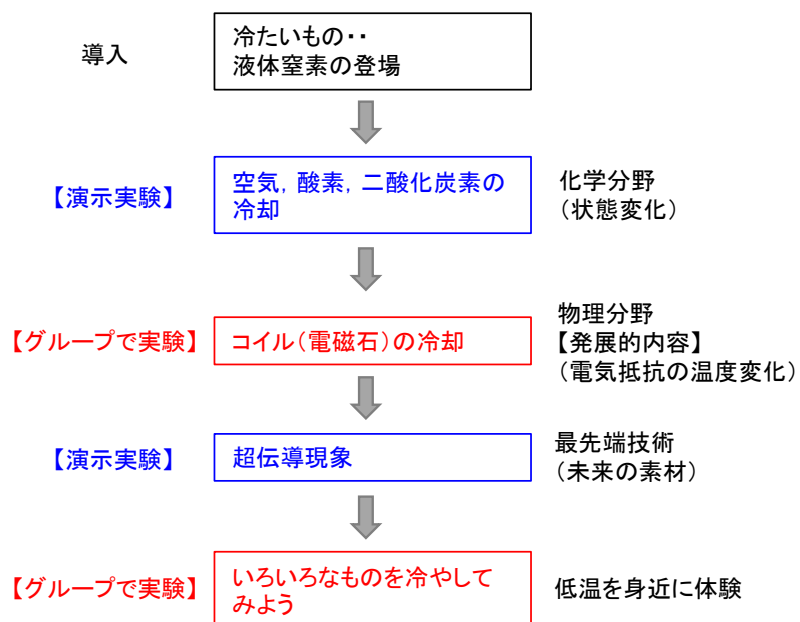 導入
冷たいもの・・
液体窒素の登場
【演示実験】
空気，酸素，二酸化炭素の
冷却
化学分野
（状態変化）
【グループで実験】
コイル（電磁石）の冷却
物理分野
【発展的内容】
（電気抵抗の温度変化）
【演示実験】
超伝導現象
最先端技術
（未来の素材）
【グループで実験】
いろいろなものを冷やして
みよう
低温を身近に体験